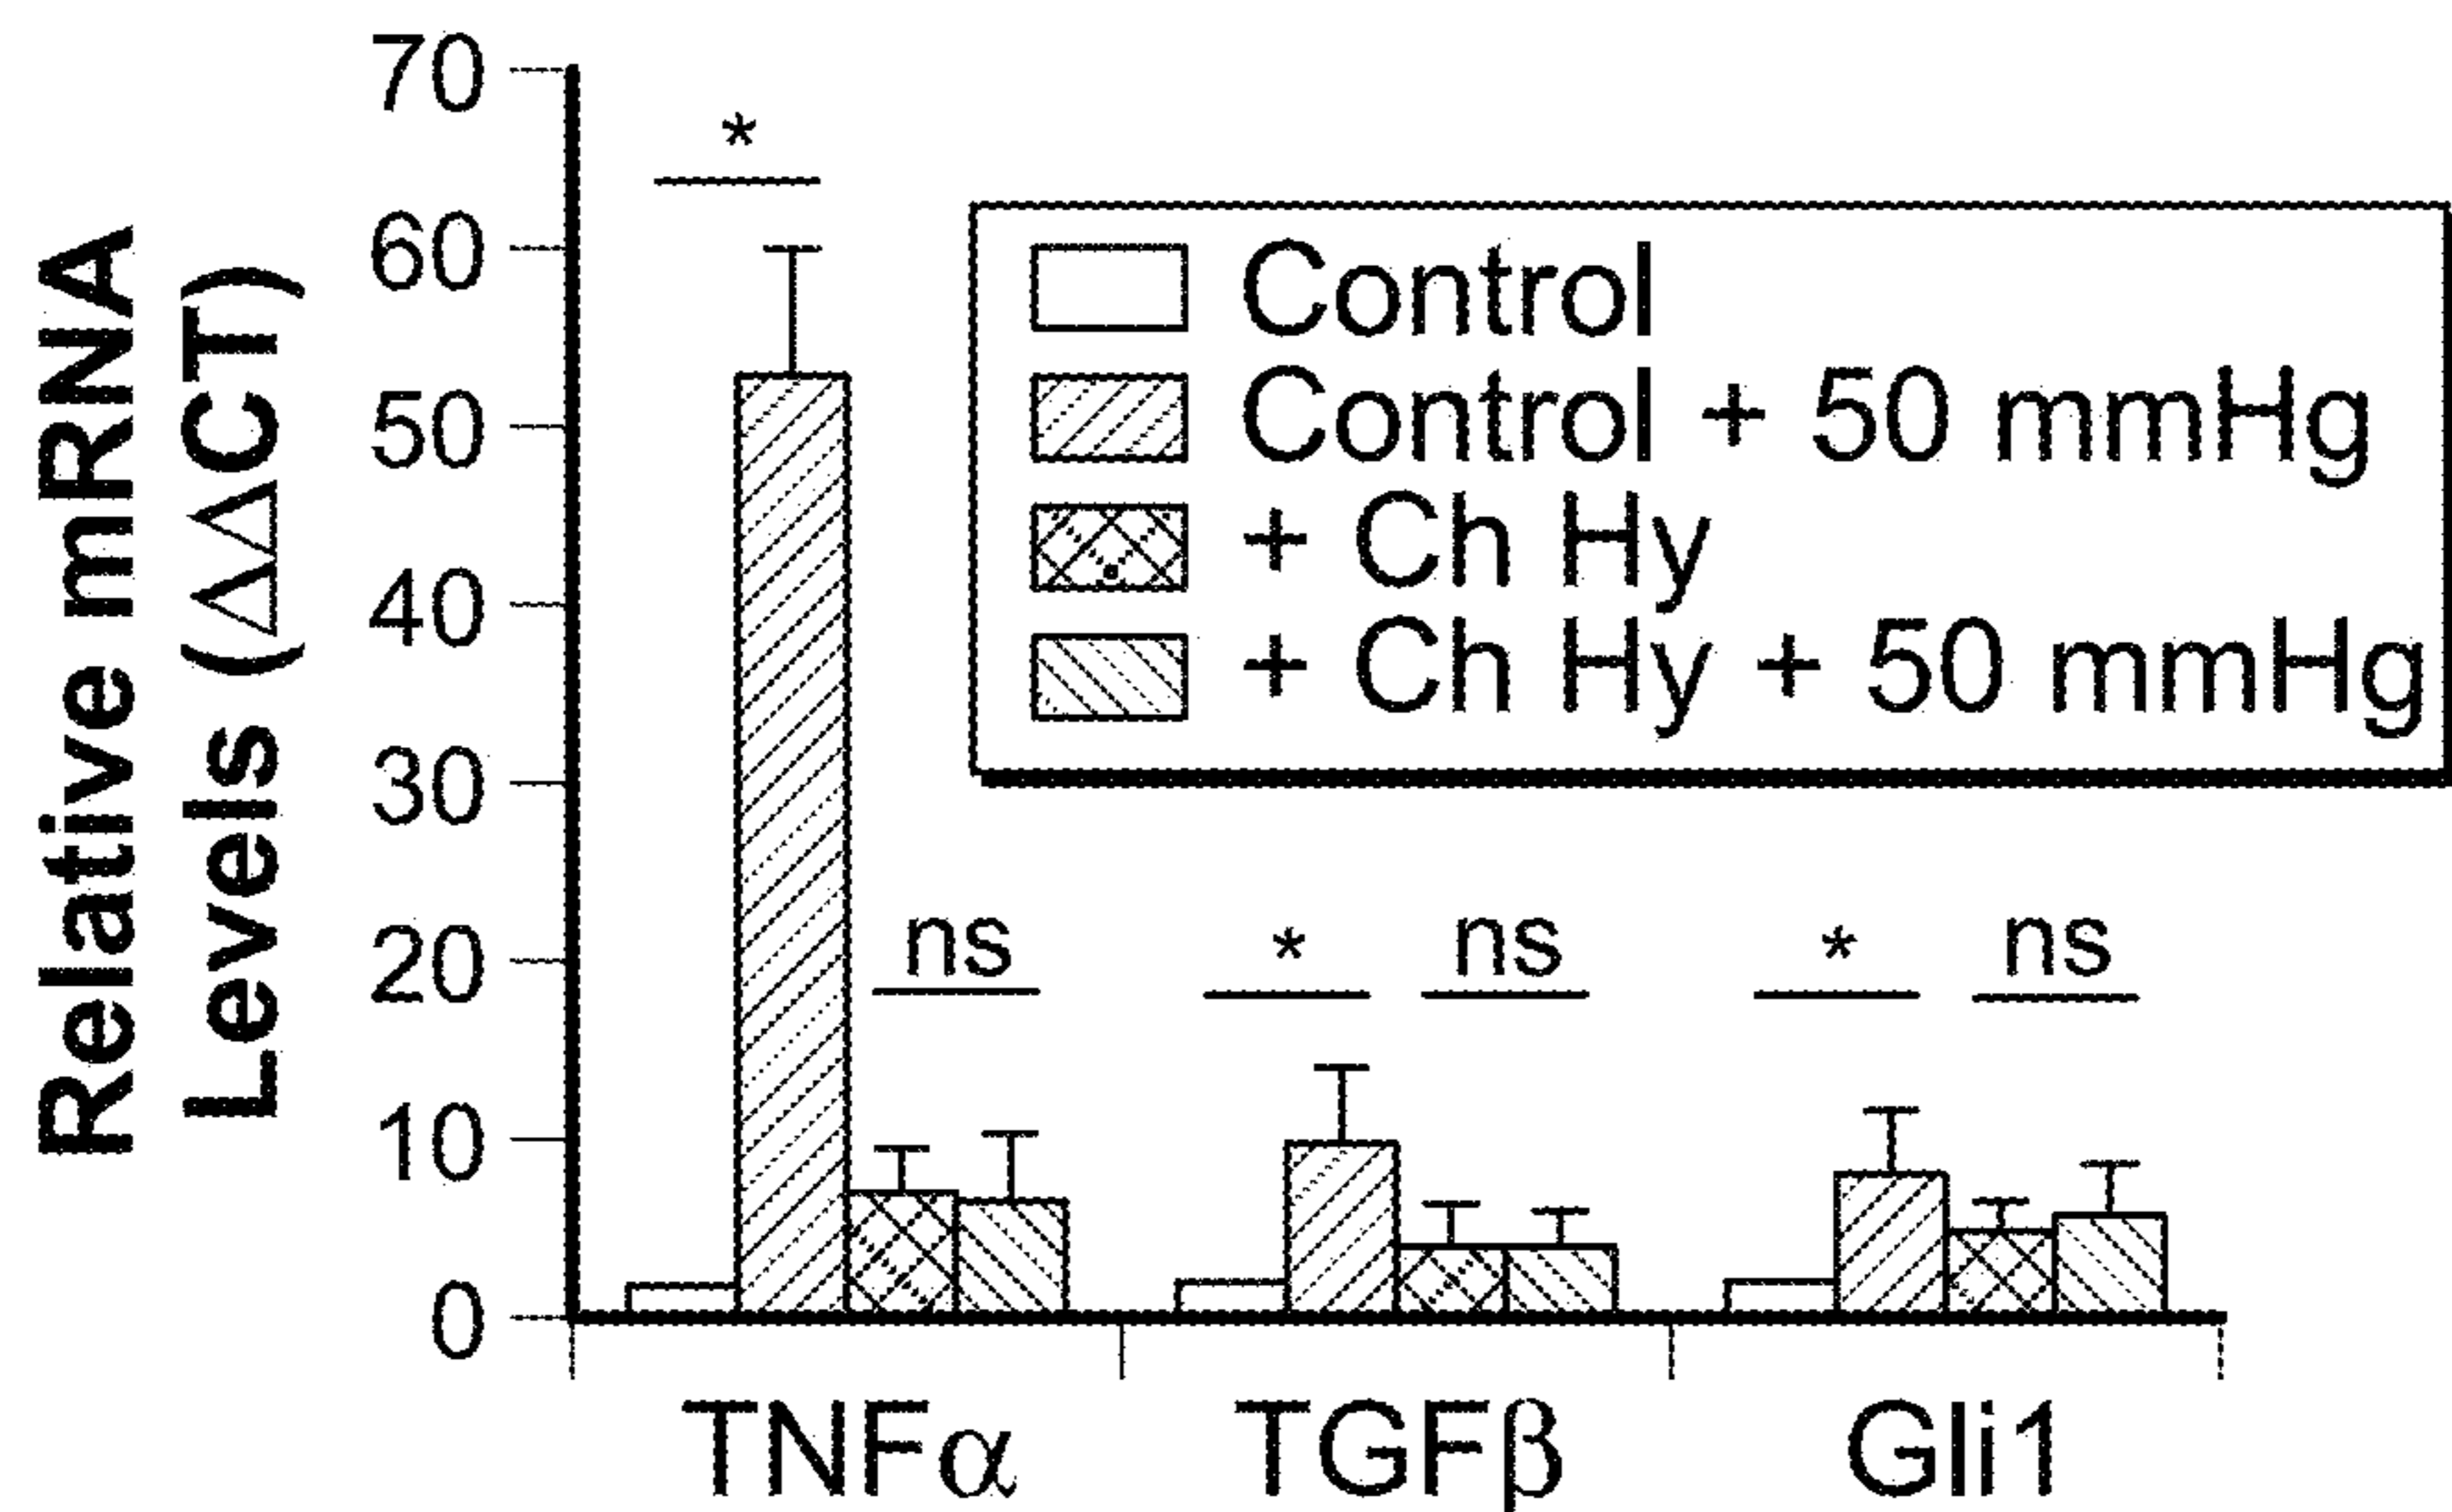 Relative mRNA
Levels (ΔΔCT)
70
60
50
40
30
20
10
0
*
ns
*
ns
*
ns
Control
Control + 50 mmHg
+ Ch Hy
+ Ch Hy + 50 mmHg
TNFα
TGFβ
Gli1